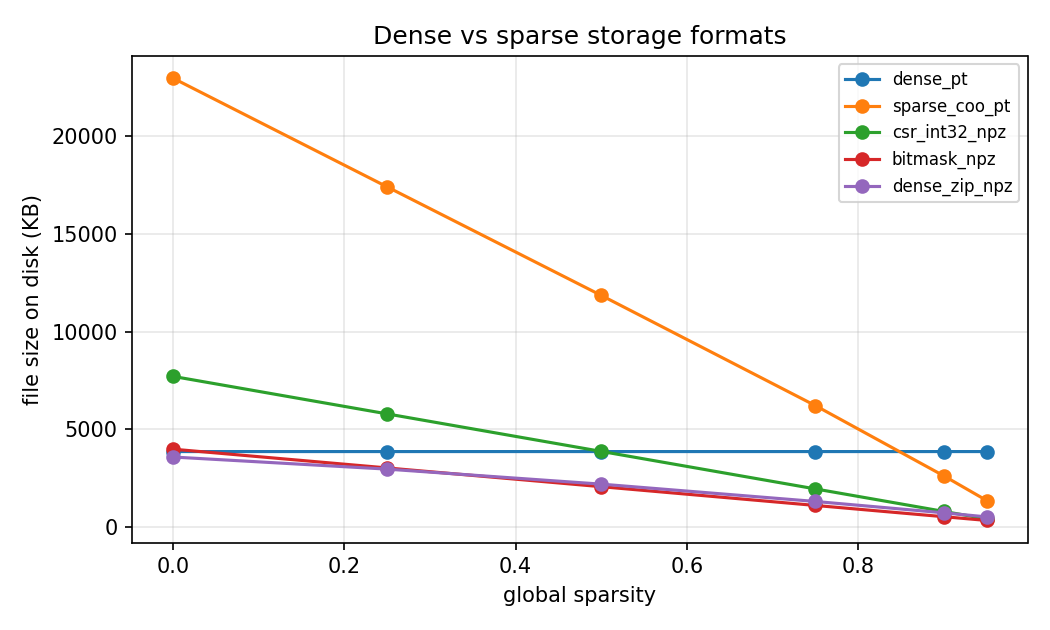 Dense vs sparse storage formats
dense_pt
sparse_coo_pt
csr_int32_npz
bitmask_npz
dense_zip_npz
file size on disk (KB)
20000
15000
10000
5000
0
0.0 0.2 0.4 0.6 0.8
global sparsity